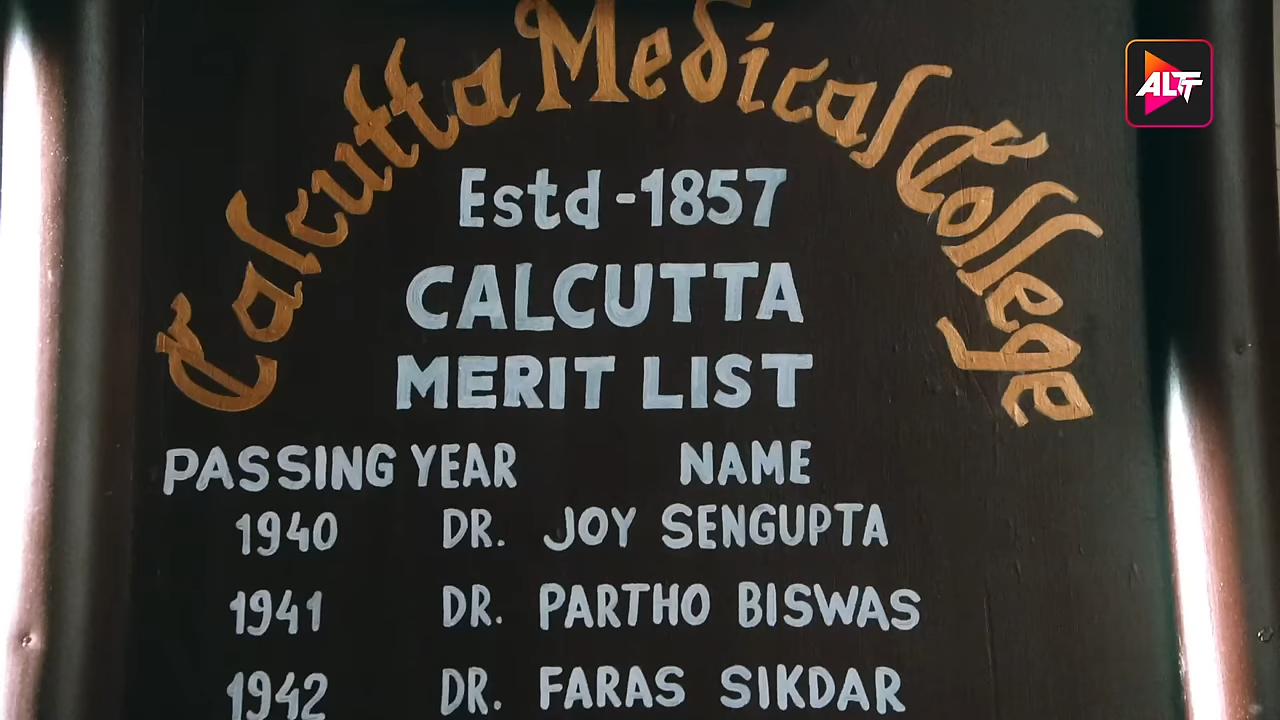 Calcutta Medical College
ALTT
Estd-1857
CALCUTTA
MERIT LIST
PASSING YEAR NAME
1940 DR. JOY SENGUPTA
1941 DR. PARTHO BISWAS
1942 DR. FARAS SIKDAR